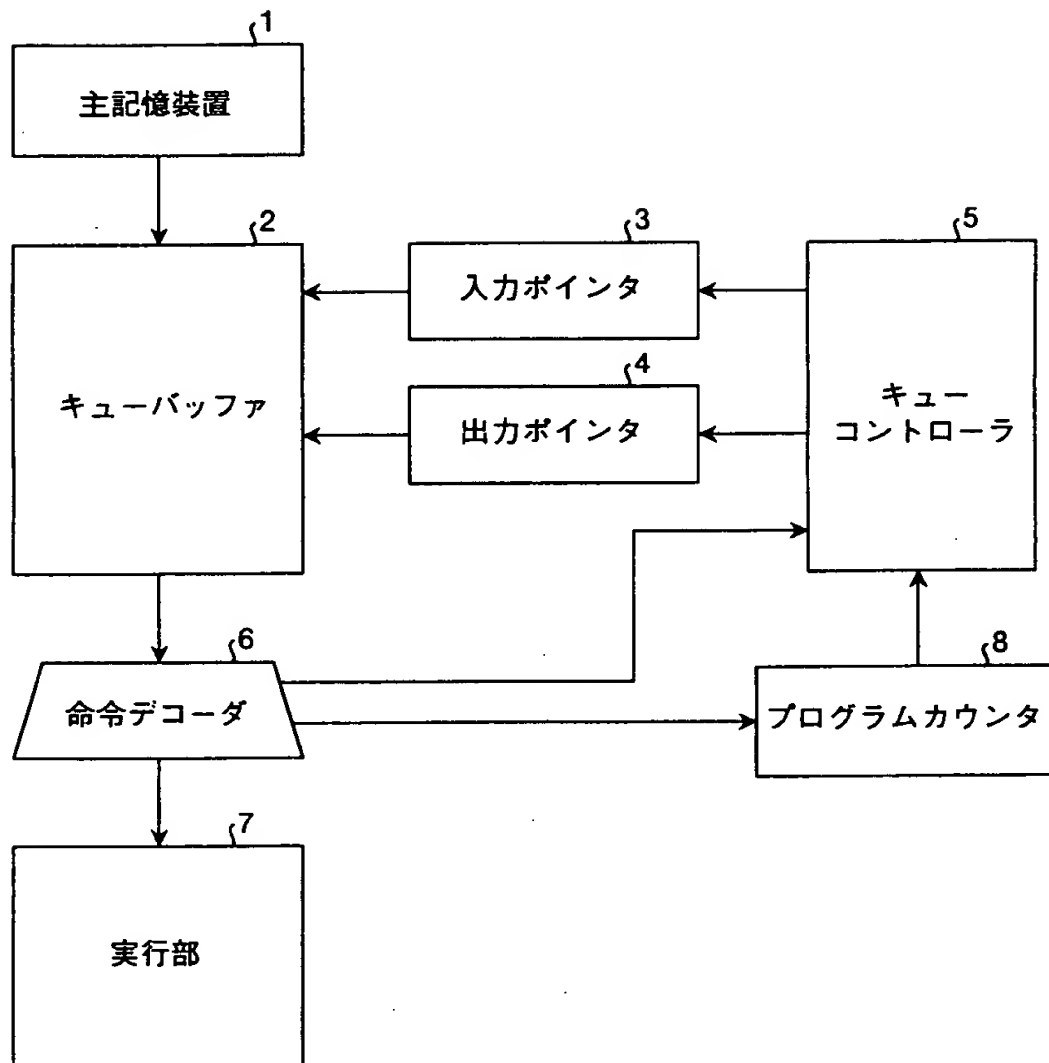 1
主記憶装置
2
キューバッファ
3
入力ポインタ
4
出力ポインタ
5
キュー
コントローラ
6
命令デコーダ
8
プログラムカウンタ
7
実行部